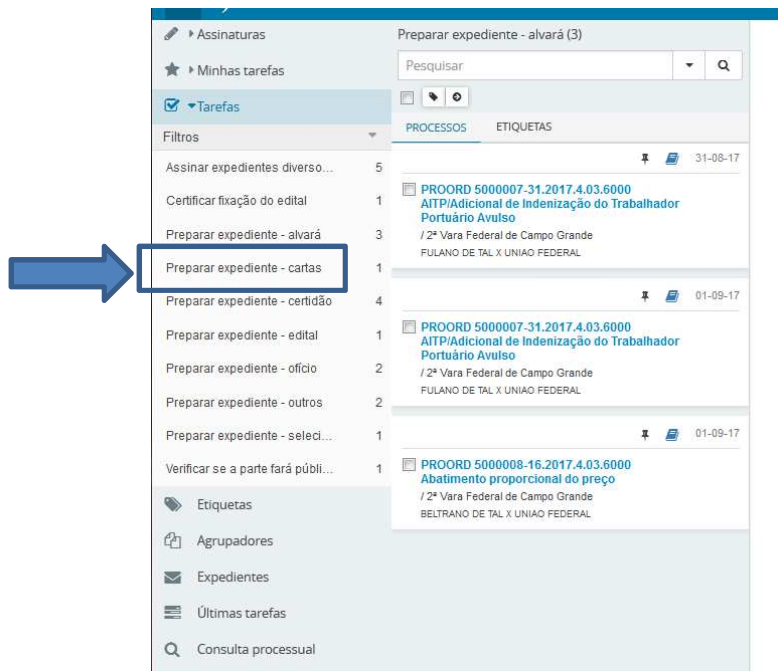 Assinaturas
Minhas tarefas
Tarefas
Filtros
Assinar expedientes diverso... 5
Certificar fixação do edital 1
Preparar expediente - alvará 3
Preparar expediente - cartas 1
Preparar expediente - certidão 4
Preparar expediente - edital 1
Preparar expediente - ofício 2
Preparar expediente - outros 2
Preparar expediente - seleci... 1
Verificar se a parte fará públi... 1
Etiquetas
Agrupadores
Expedientes
Últimas tarefas
Consulta processual
Preparar expediente - alvará (3)
Pesquisar
PROCESSOS ETIQUETAS
31-08-17
PROORD 5000007-31.2017.4.03.6000
AITP/Adicional de Indenização do Trabalhador
Portuário Avulso
/ 2ª Vara Federal de Campo Grande
FULANO DE TAL X UNIAO FEDERAL
01-09-17
PROORD 5000007-31.2017.4.03.6000
AITP/Adicional de Indenização do Trabalhador
Portuário Avulso
/ 2ª Vara Federal de Campo Grande
FULANO DE TAL X UNIAO FEDERAL
01-09-17
PROORD 5000008-16.2017.4.03.6000
Abatimento proporcional do preço
/ 2ª Vara Federal de Campo Grande
BELTRANO DE TAL X UNIAO FEDERAL